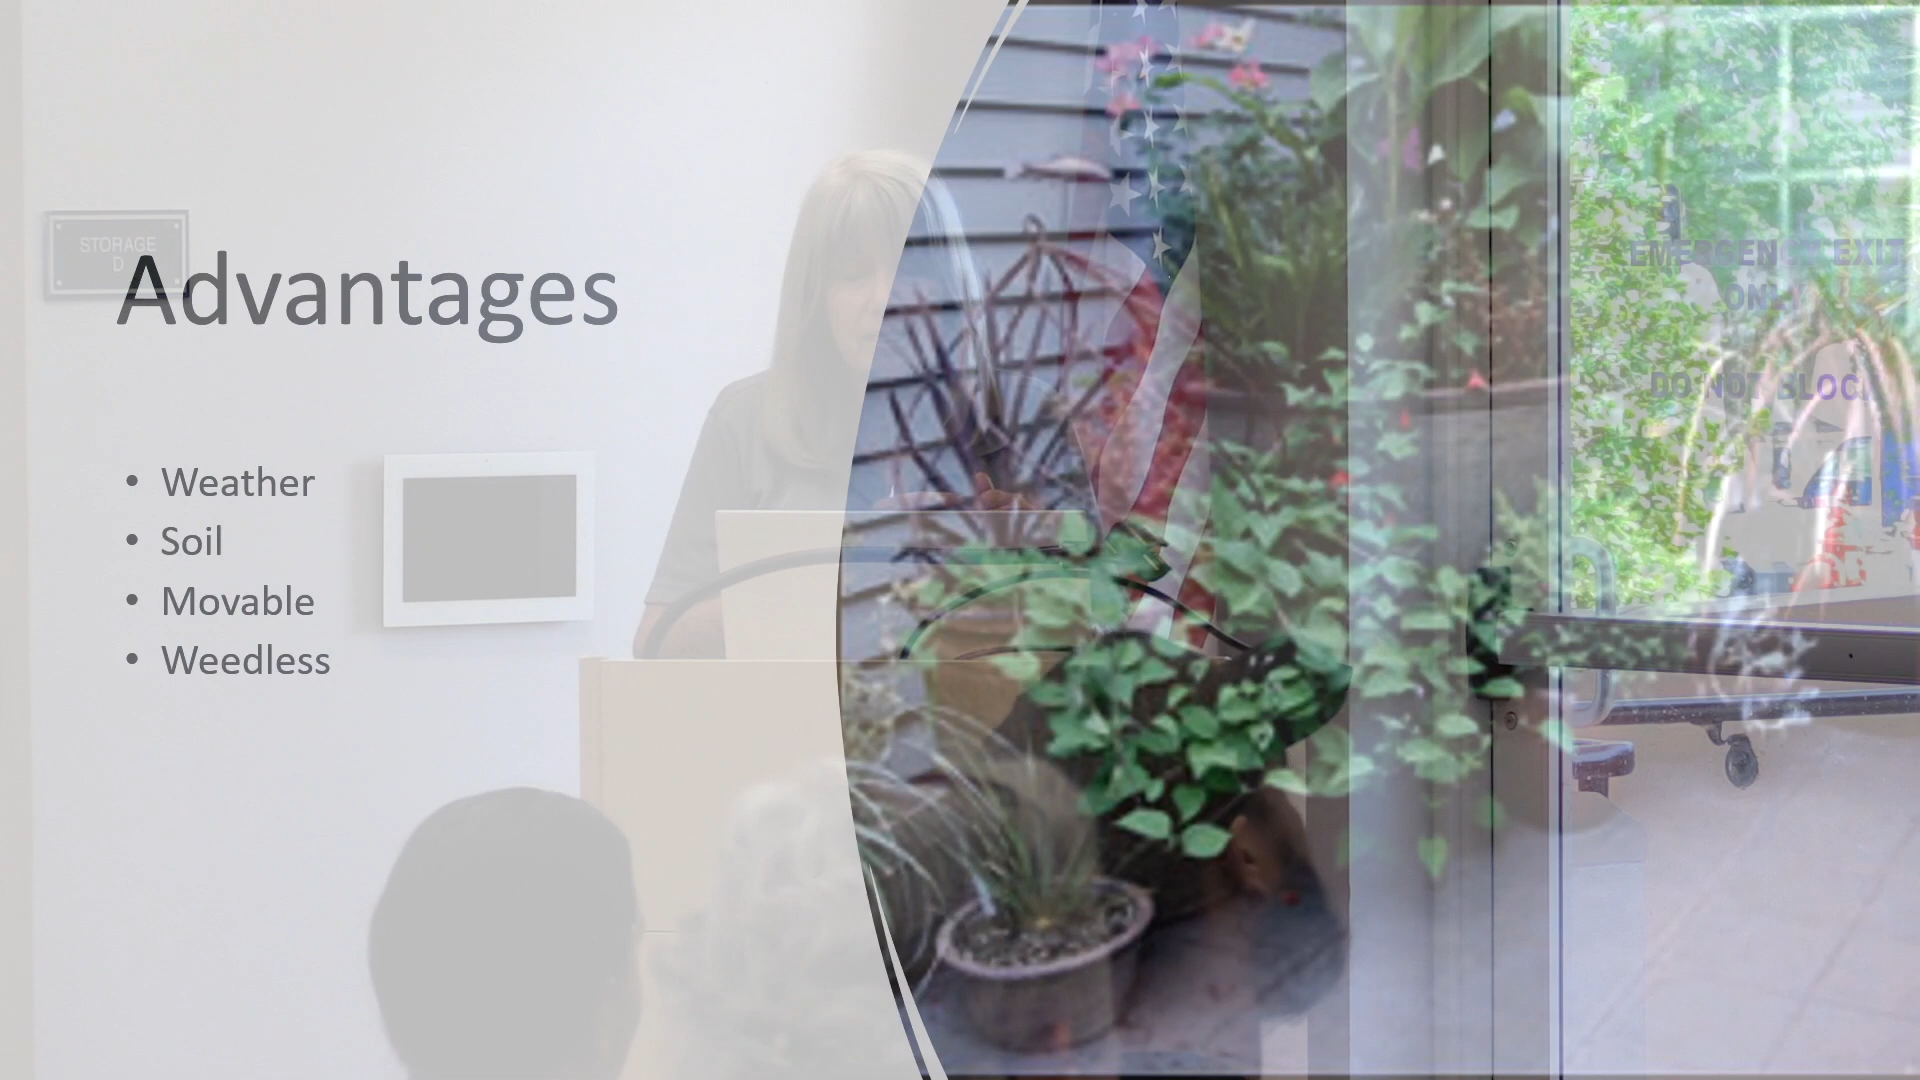 STORAGE
D
Advantages
• Weather
• Soil
• Movable
• Weedless
EMERGENCY EXIT
ONLY
DO NOT BLOCK